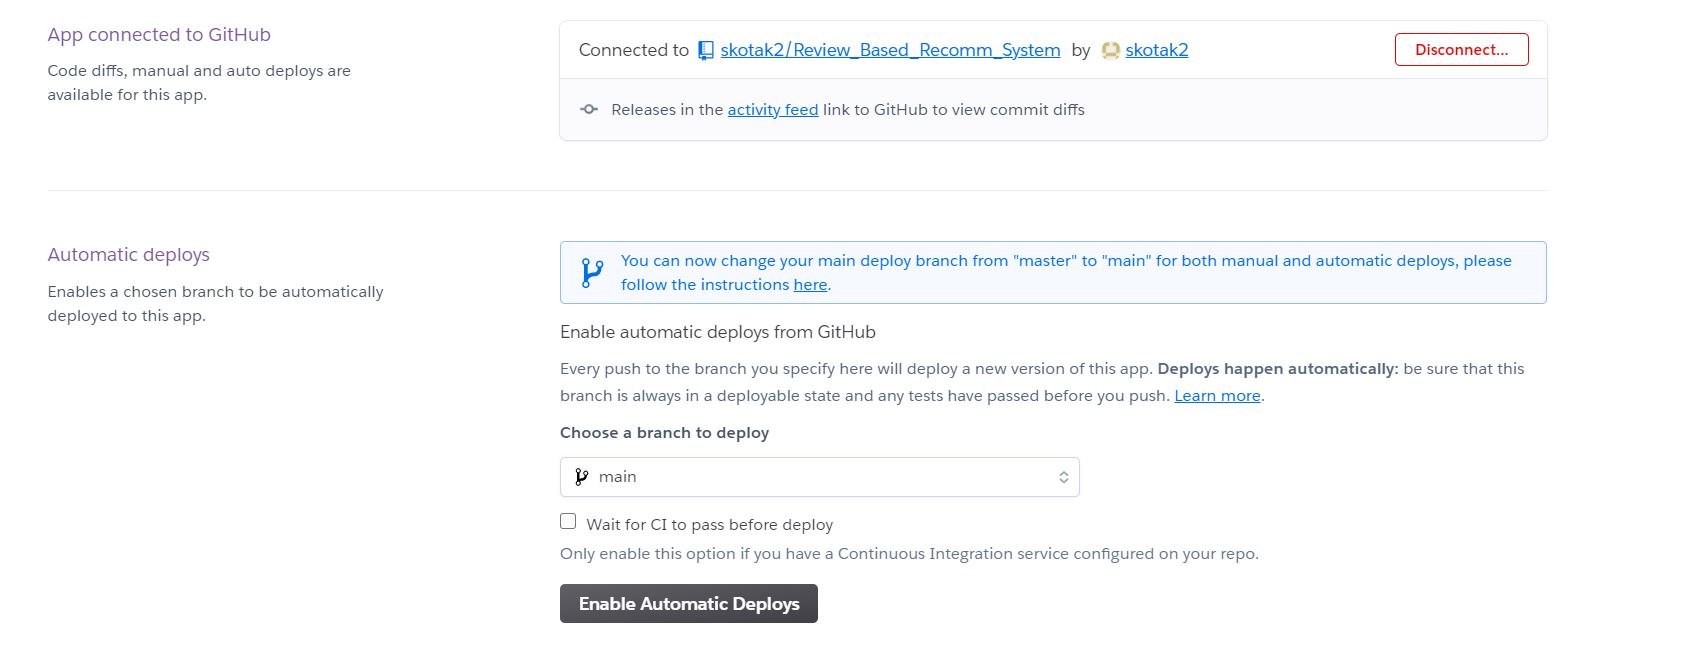 App connected to GitHub
Code diffs, manual and auto deploys are
available for this app.
Connected to skotak2/Review_Based_Recomm_System by skotak2
Disconnect...
Releases in the activity feed link to GitHub to view commit diffs
Automatic deploys
Enables a chosen branch to be automatically
deployed to this app.
You can now change your main deploy branch from "master" to "main" for both manual and automatic deploys, please
follow the instructions here.
Enable automatic deploys from GitHub
Every push to the branch you specify here will deploy a new version of this app. Deploys happen automatically: be sure that this
branch is always in a deployable state and any tests have passed before you push. Learn more.
Choose a branch to deploy
main
Wait for CI to pass before deploy
Only enable this option if you have a Continuous Integration service configured on your repo.
Enable Automatic Deploys